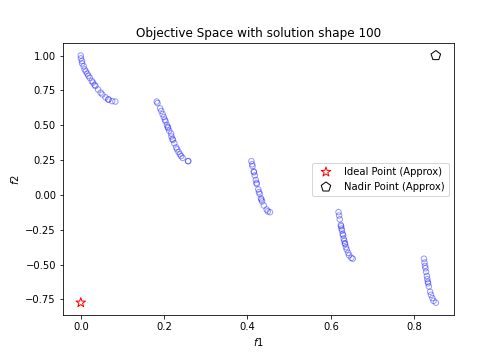 Objective Space with solution shape 100
1.00
0.75
0.50
0.25
0.00
−0.25
−0.50
−0.75
f2
Ideal Point (Approx)
Nadir Point (Approx)
0.0 0.2 0.4 0.6 0.8
f1